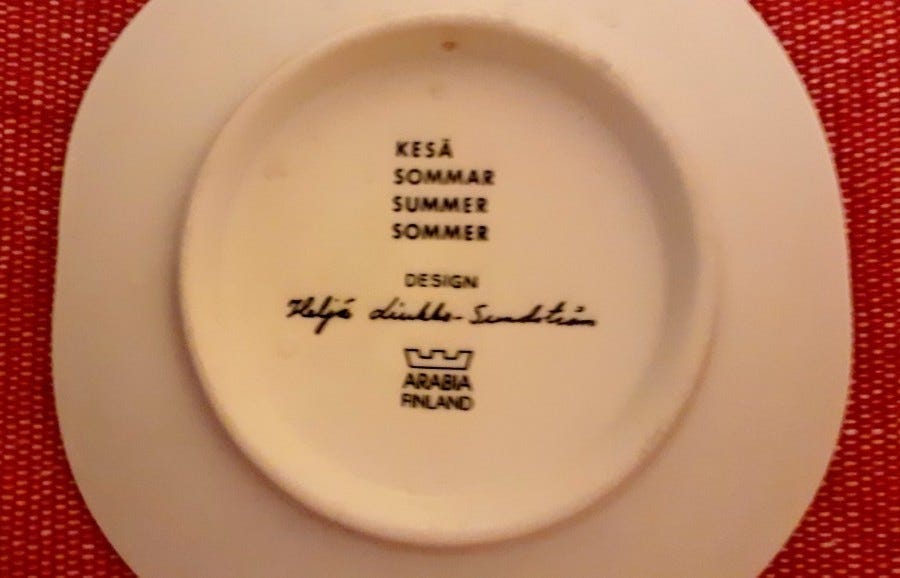 KESÄ
SOMMAR
SUMMER
SOMMER
DESIGN
Heljä Liukko-Sundström
ARABIA
FINLAND